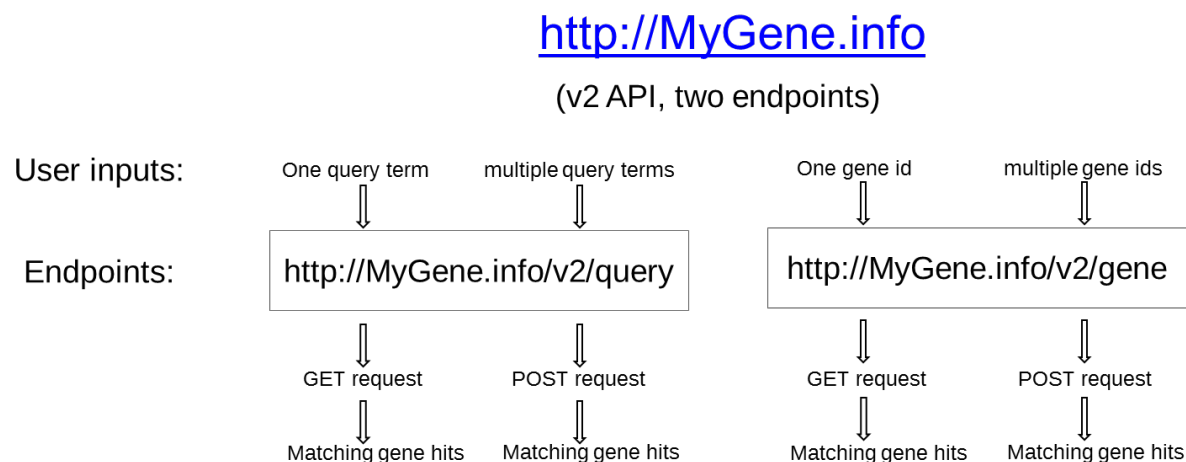 http://MyGene.info
(v2 API, two endpoints)
User inputs:
One query term
multiple query terms
One gene id
multiple gene ids
Endpoints:
http://MyGene.info/v2/query
http://MyGene.info/v2/gene
GET request
POST request
GET request
POST request
Matching gene hits
Matching gene hits
Matching gene hits
Matching gene hits